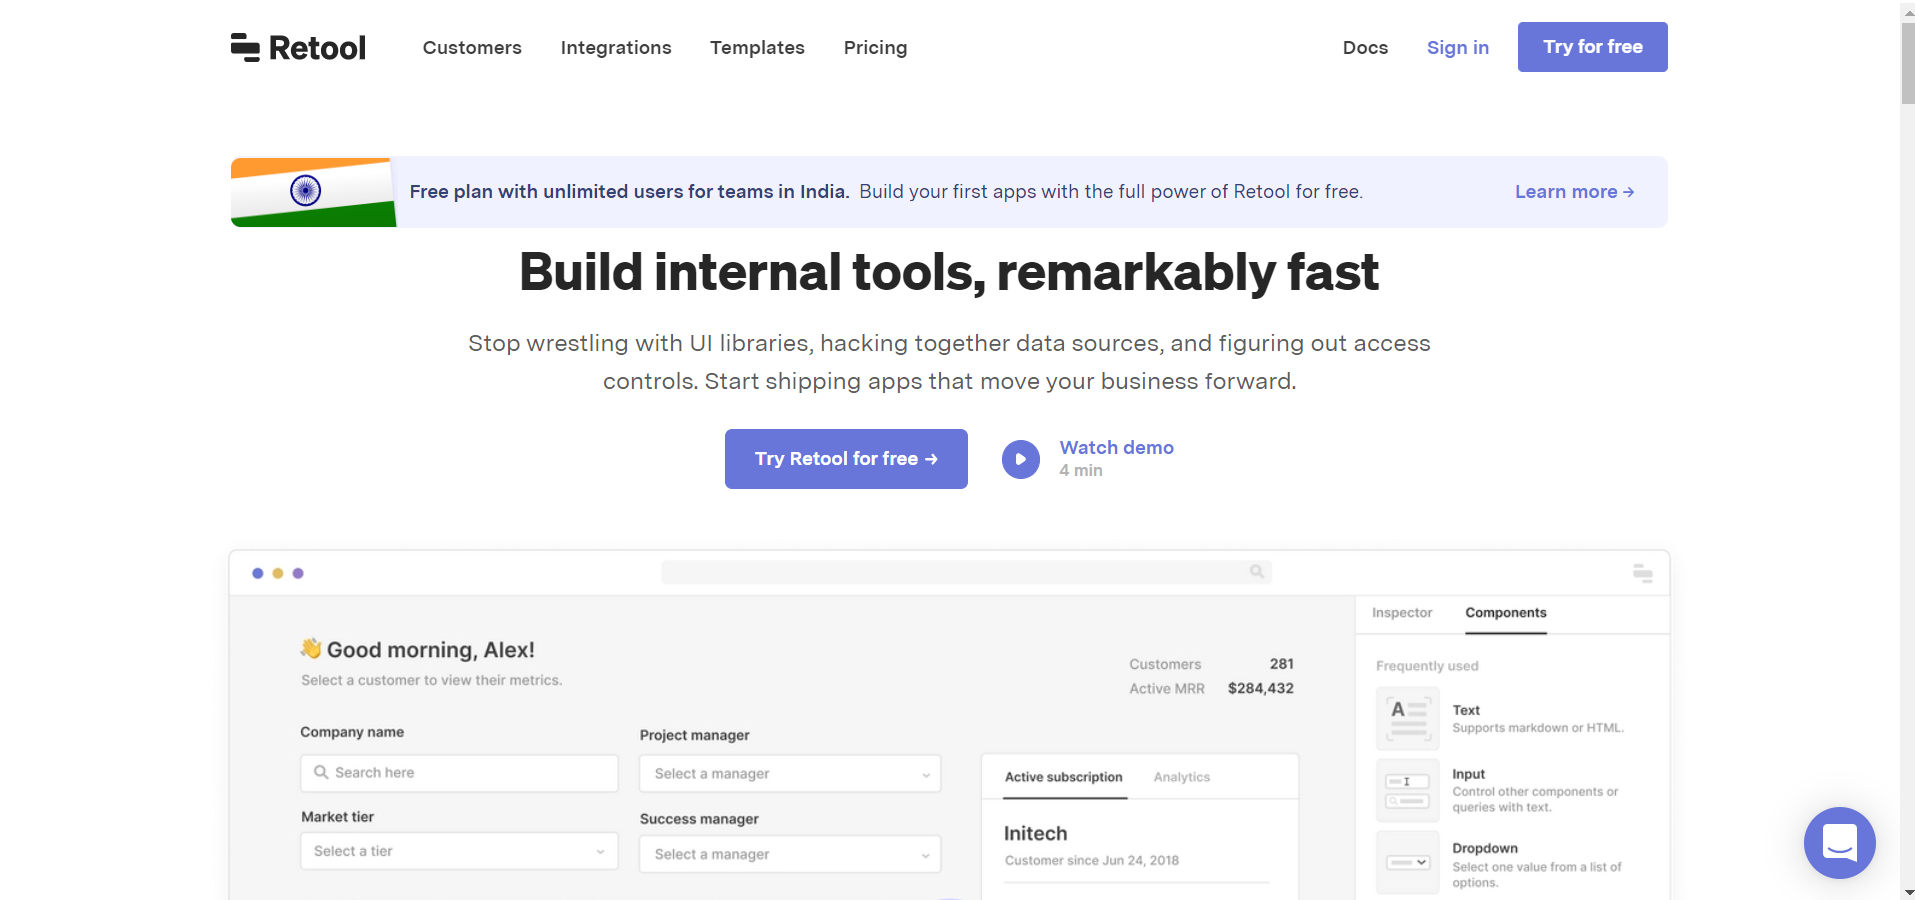 Retool
Customers
Integrations
Templates
Pricing
Docs
Sign in
Try for free
Free plan with unlimited users for teams in India. Build your first apps with the full power of Retool for free.
Learn more →
Build internal tools, remarkably fast
Stop wrestling with UI libraries, hacking together data sources, and figuring out access
controls. Start shipping apps that move your business forward.
Try Retool for free →
Watch demo
4 min
👋 Good morning, Alex!
Select a customer to view their metrics.
Customers 281
Active MRR $284,432
Company name
Search here
Project manager
Select a manager
Market tier
Select a tier
Success manager
Select a manager
Active subscription
Analytics
Initech
Customer since Jun 24, 2018
Inspector
Components
Frequently used
A
Text
Supports markdown or HTML.
Input
Control other components or
queries with text.
Dropdown
Select one value from a list of
options.